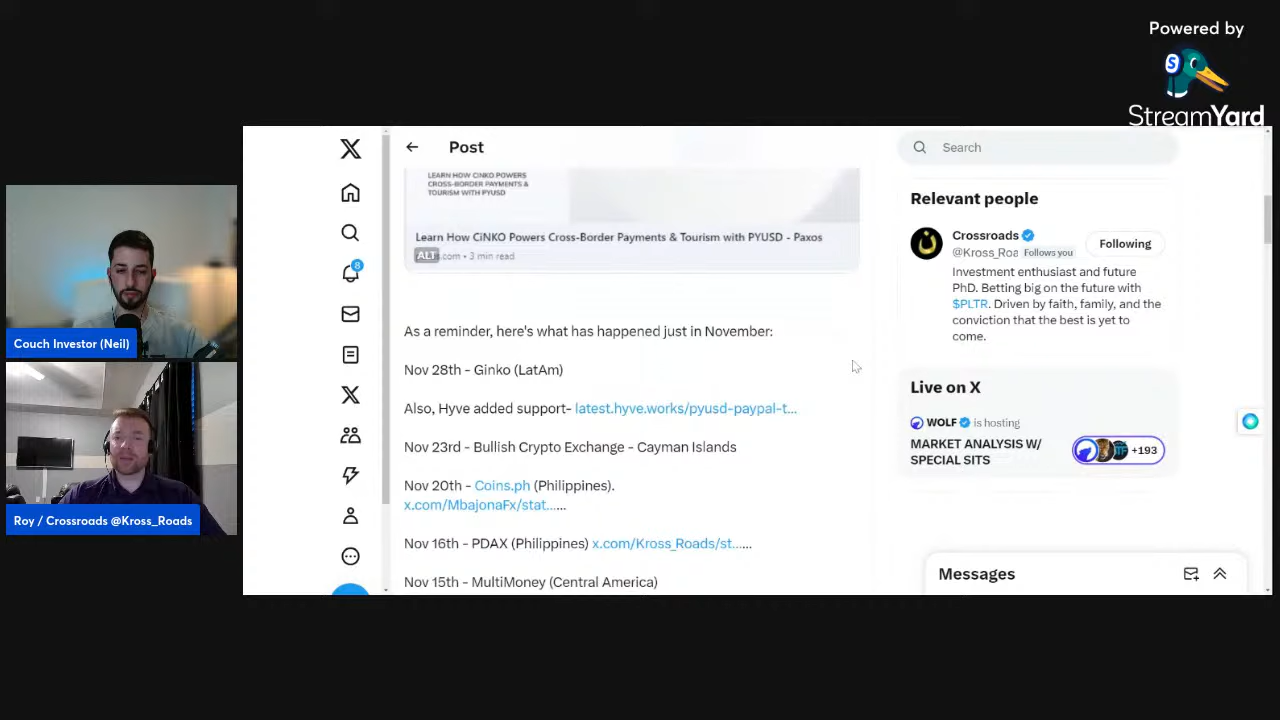 Powered by
StreamYard
Post
Search
LEARN HOW CINKO POWERS
CROSS-BORDER PAYMENTS &
TOURISM WITH PYUSD
Learn How CiNKO Powers Cross-Border Payments & Tourism with PYUSD - Paxos
ALT
s.com • 3 min read
As a reminder, here's what has happened just in November:
Nov 28th - Ginko (LatAm)
Also, Hyve added support- latest.hyve.works/pyusd-paypal-t...
Nov 23rd - Bullish Crypto Exchange - Cayman Islands
Nov 20th - Coins.ph (Philippines).
x.com/MbajonaFx/stat......
Nov 16th - PDAX (Philippines) x.com/Kross_Roads/st......
Nov 15th - MultiMoney (Central America)
Relevant people
Crossroads
@Kross_Roa Follows you
Following
Investment enthusiast and future
PhD. Betting big on the future with
$PLTR. Driven by faith, family, and the
conviction that the best is yet to
come.
Live on X
WOLF is hosting
MARKET ANALYSIS W/
SPECIAL SITS
+193
Messages
8
Couch Investor (Neil)
Roy / Crossroads @Kross_Roads